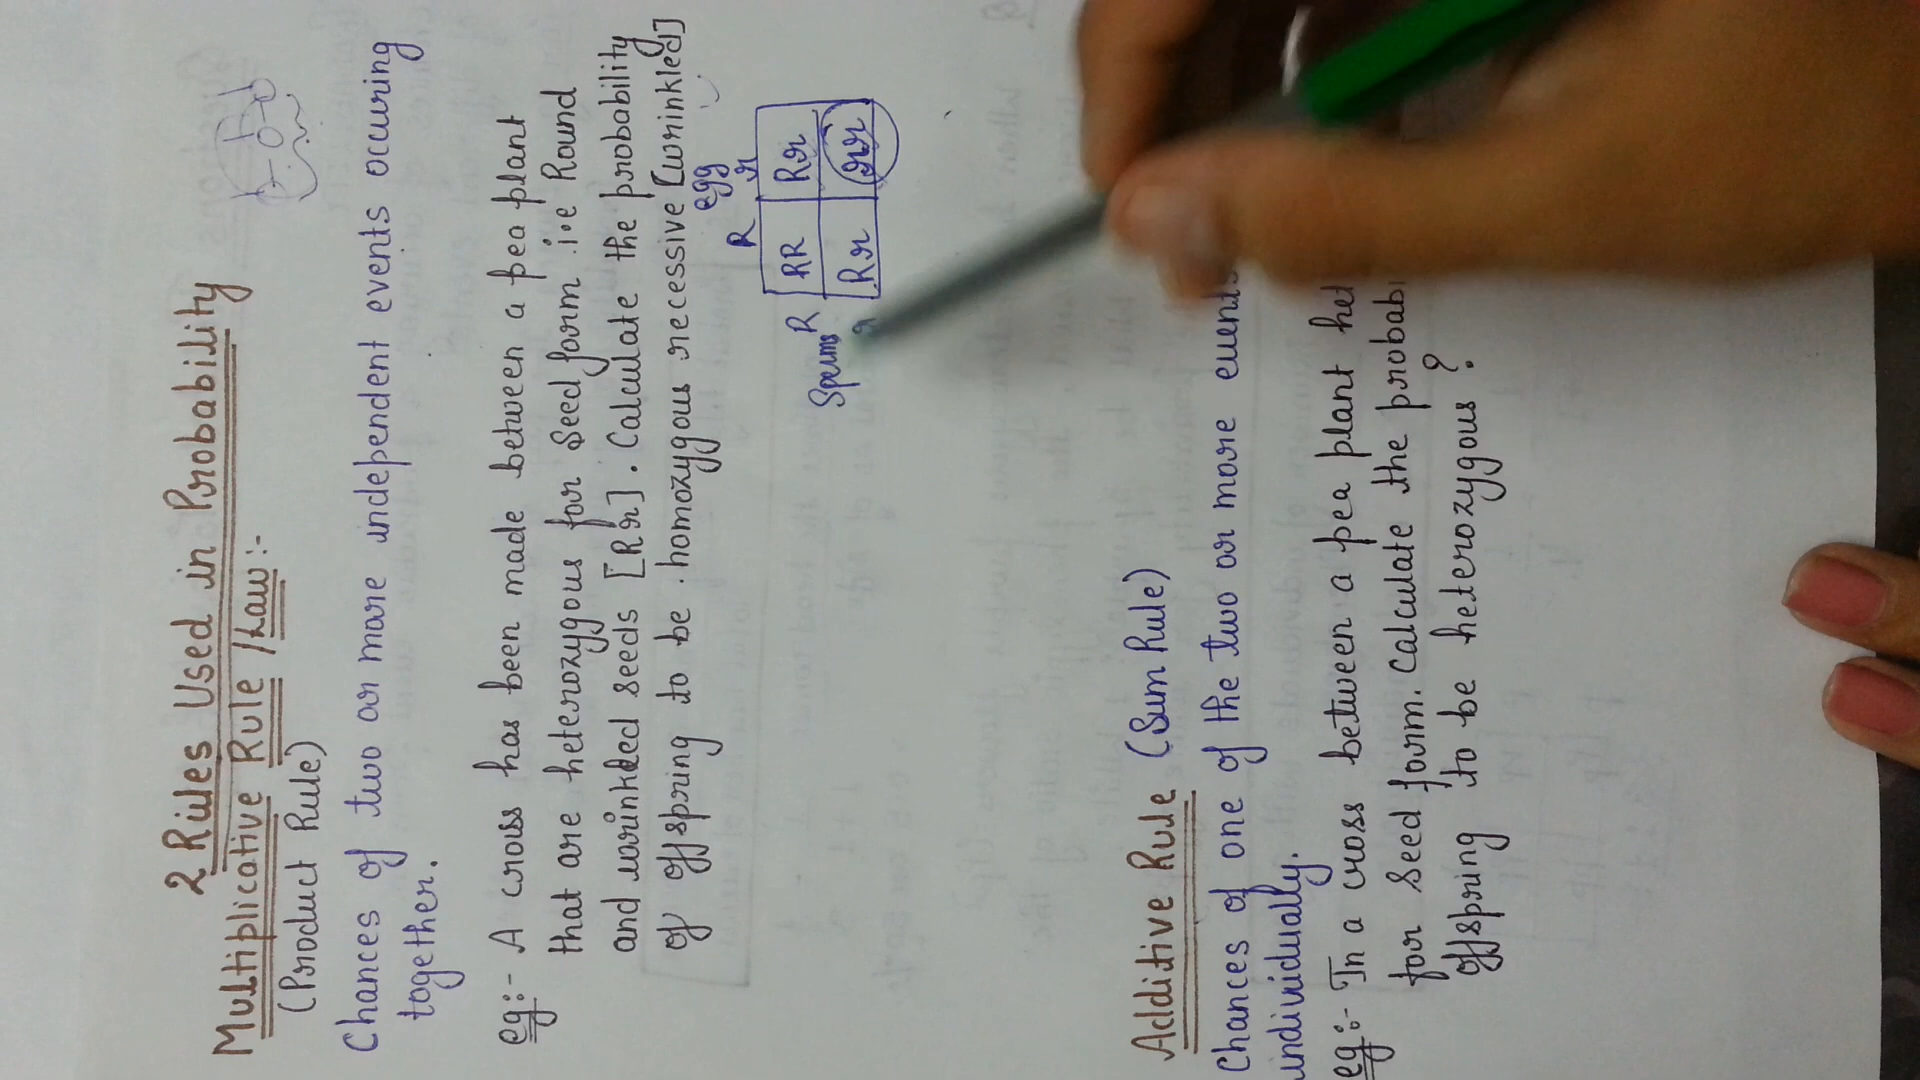 2 Rules Used in Probability
Multiplicative Rule / Law:-
(Product Rule)
Chances of two or more independent events occuring
together.
eg:- A cross has been made between a pea plant
that are heterozygous for Seed form i.e Round
and wrinkled seeds [Rr]. Calculate the probability
of offspring to be homozygous recessive [wrinkled]
egg
R r
Sperms R RR Rr
r Rr rr
Additive Rule (Sum Rule)
Chances of one of the two or more events
individually.
eg:- In a cross between a pea plant het
for Seed form. Calculate the probabi
offspring to be heterozygous ?